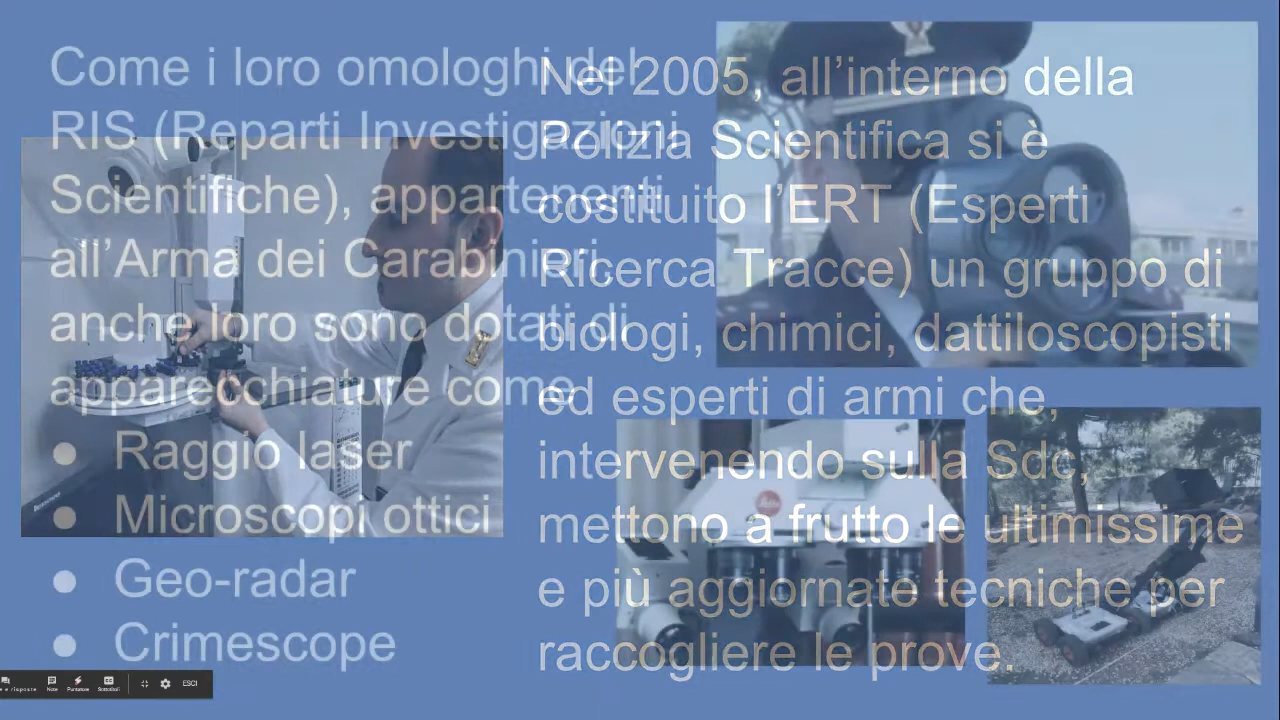 Come i loro omologhi del
RIS (Reparti Investigazioni
Scientifiche), appartenenti
all’Arma dei Carabinieri,
anche loro sono dotati di
apparecchiature come
● Raggio laser
● Microscopi ottici
● Geo-radar
● Crimescope
Nel 2005, all’interno della
Polizia Scientifica si è
costituito l’ERT (Esperti
Ricerca Tracce) un gruppo di
biologi, chimici, dattiloscopisti
ed esperti di armi che,
intervenendo sulla Sdc,
mettono a frutto le ultimissime
e più aggiornate tecniche per
raccogliere le prove.
e risposte Note Puntatore Sottotitoli ESCI